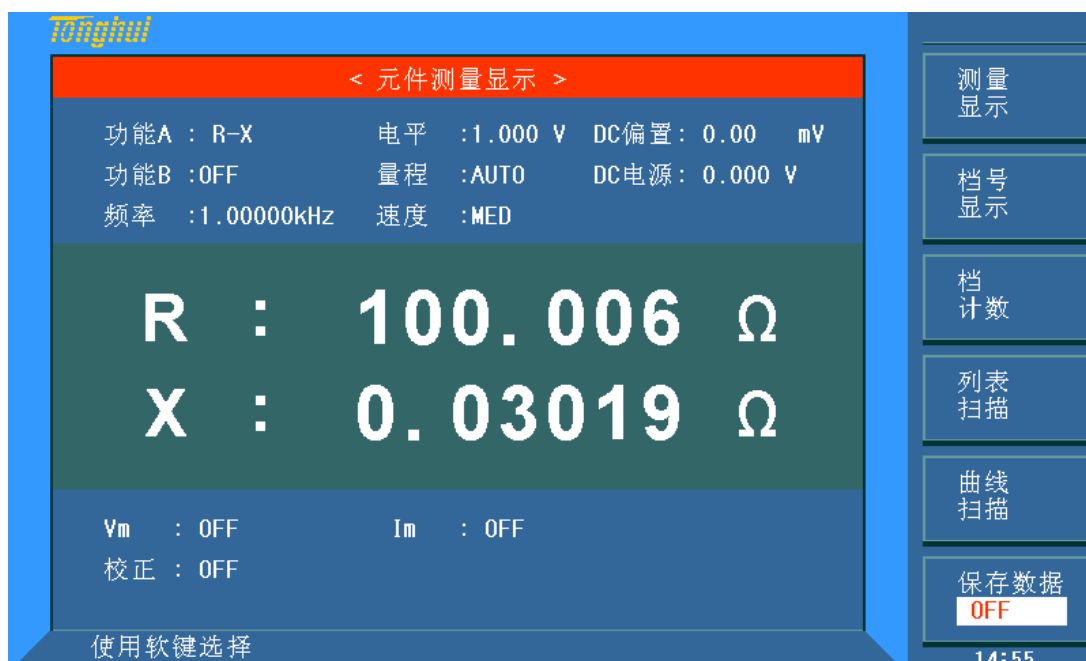 Tonghui
< 元件测量显示 >
功能A : R-X 电平 :1.000 V DC偏置: 0.00 mV
功能B :OFF 量程 :AUTO DC电源: 0.000 V
频率 :1.00000kHz 速度 :MED
R : 100.006 Ω
X : 0.03019 Ω
Vm : OFF Im : OFF
校正 : OFF
使用软键选择
测量
显示
档号
显示
档
计数
列表
扫描
曲线
扫描
保存数据
OFF
14:55